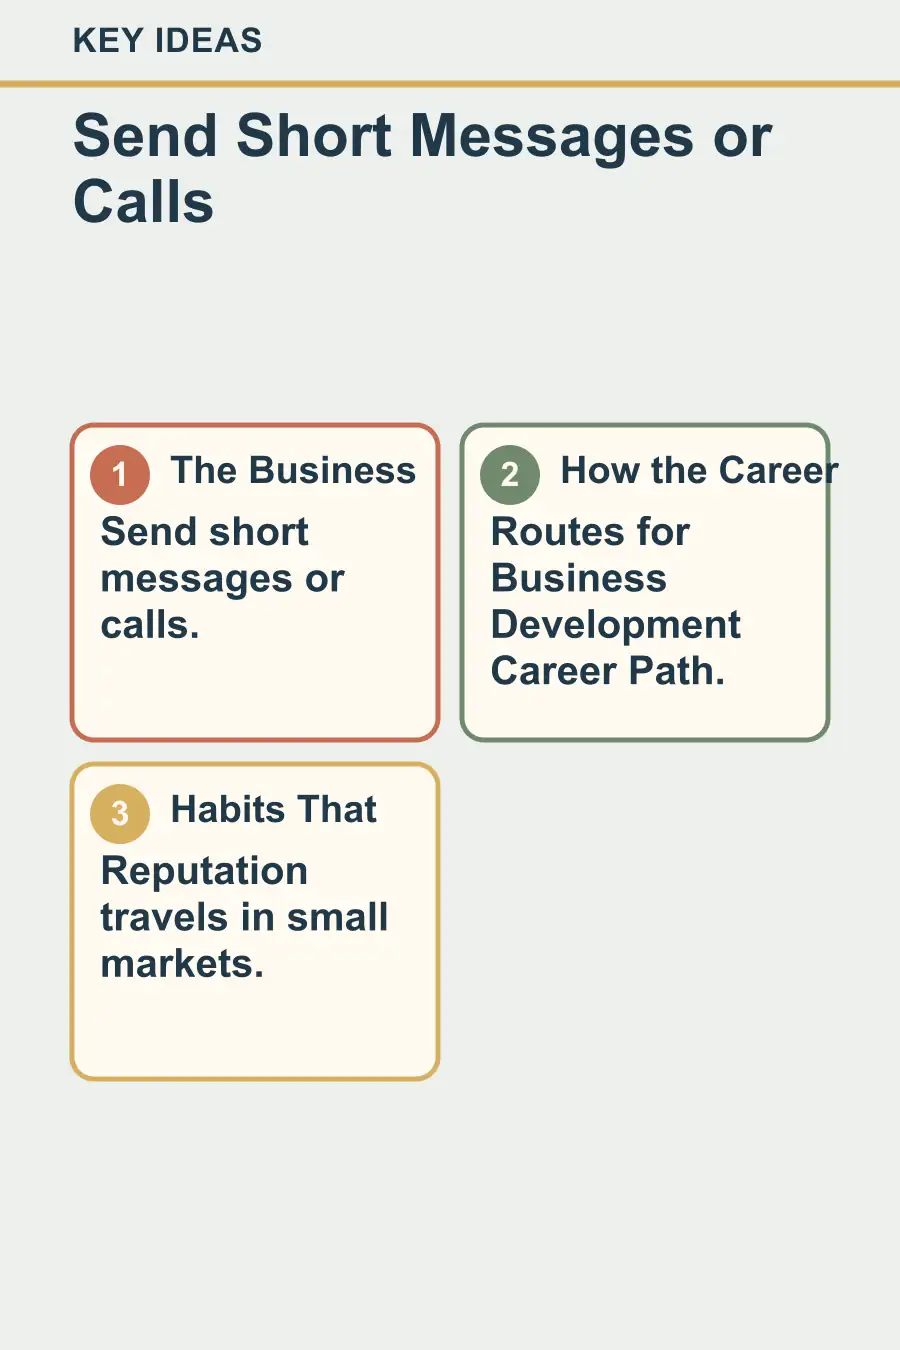 KEY IDEAS
Send Short Messages or
Calls
1 The Business
Send short
messages or
calls.
2 How the Career
Routes for
Business
Development
Career Path.
3 Habits That
Reputation
travels in small
markets.